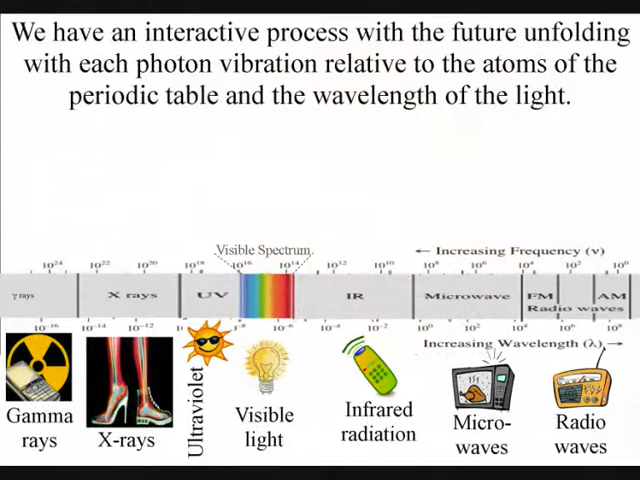 We have an interactive process with the future unfolding
with each photon vibration relative to the atoms of the
periodic table and the wavelength of the light.
Visible Spectrum
← Increasing Frequency (ν)
10²⁴ 10²² 10²⁰ 10¹⁸ 10¹⁶ 10¹⁴ 10¹² 10¹⁰ 10⁸ 10⁶ 10⁴ 10² 10⁰
γ rays X rays UV IR Microwave FM AM
Radio waves
10⁻¹⁶ 10⁻¹⁴ 10⁻¹² 10⁻⁸ 10⁻⁶ 10⁻⁴ 10⁻² 10⁰ 10² 10⁴ 10⁶ 10⁸
Increasing Wavelength (λ) →
Gamma
rays
X-rays
Ultraviolet
Visible
light
Infrared
radiation
Micro-
waves
Radio
waves